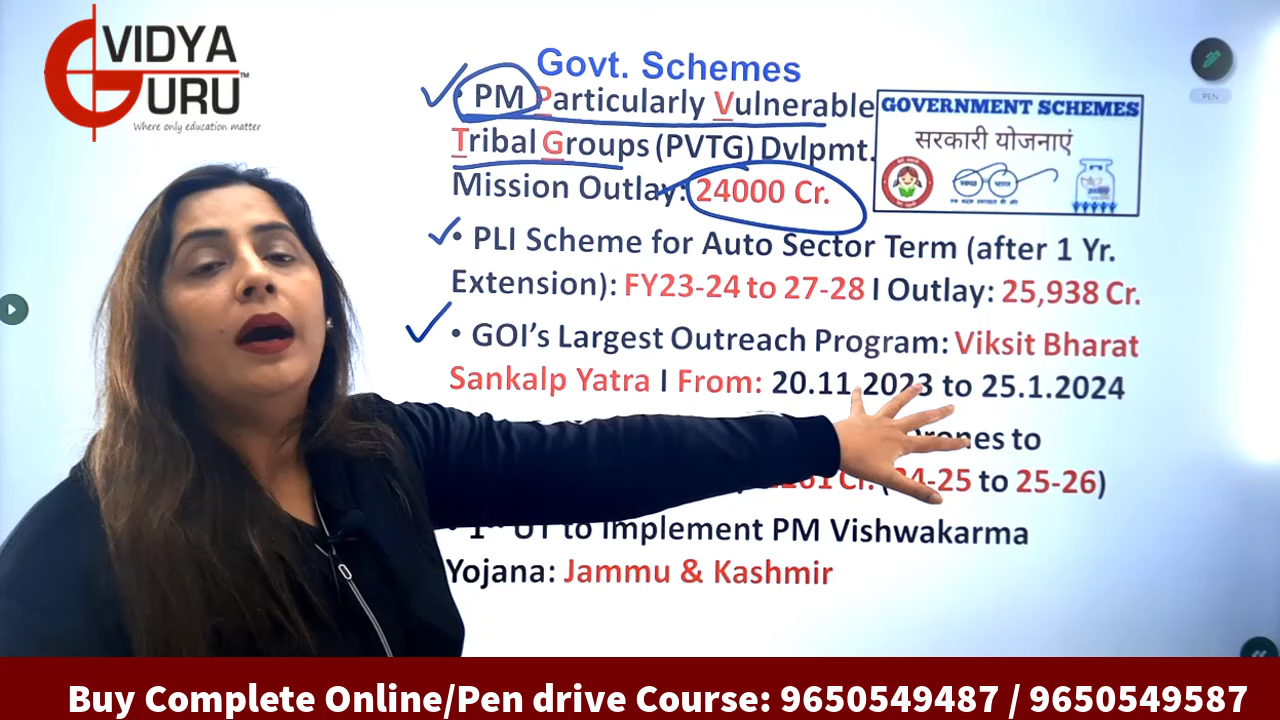 VIDYA
GURU™
Where only education matter
Govt. Schemes
• PM Particularly Vulnerable
Tribal Groups (PVTG) Dvlpmt.
Mission Outlay: 24000 Cr.
• PLI Scheme for Auto Sector Term (after 1 Yr.
Extension): FY23-24 to 27-28 I Outlay: 25,938 Cr.
• GOI’s Largest Outreach Program: Viksit Bharat
Sankalp Yatra I From: 20.11.2023 to 25.1.2024
to
Cr. 25 to 25-26)
• 1st UT to Implement PM Vishwakarma
Yojana: Jammu & Kashmir
GOVERNMENT SCHEMES
सरकारी योजनाएं
स्वच्छ भारत
PEN
Buy Complete Online/Pen drive Course: 9650549487 / 9650549587